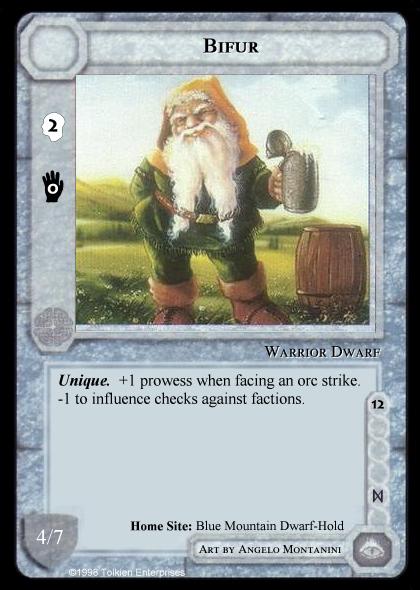 Bifur
2
Warrior Dwarf
Unique. +1 prowess when facing an orc strike.
-1 to influence checks against factions.
12
4/7
Home Site: Blue Mountain Dwarf-Hold
Art by Angelo Montanini
©1998 Tolkien Enterprises